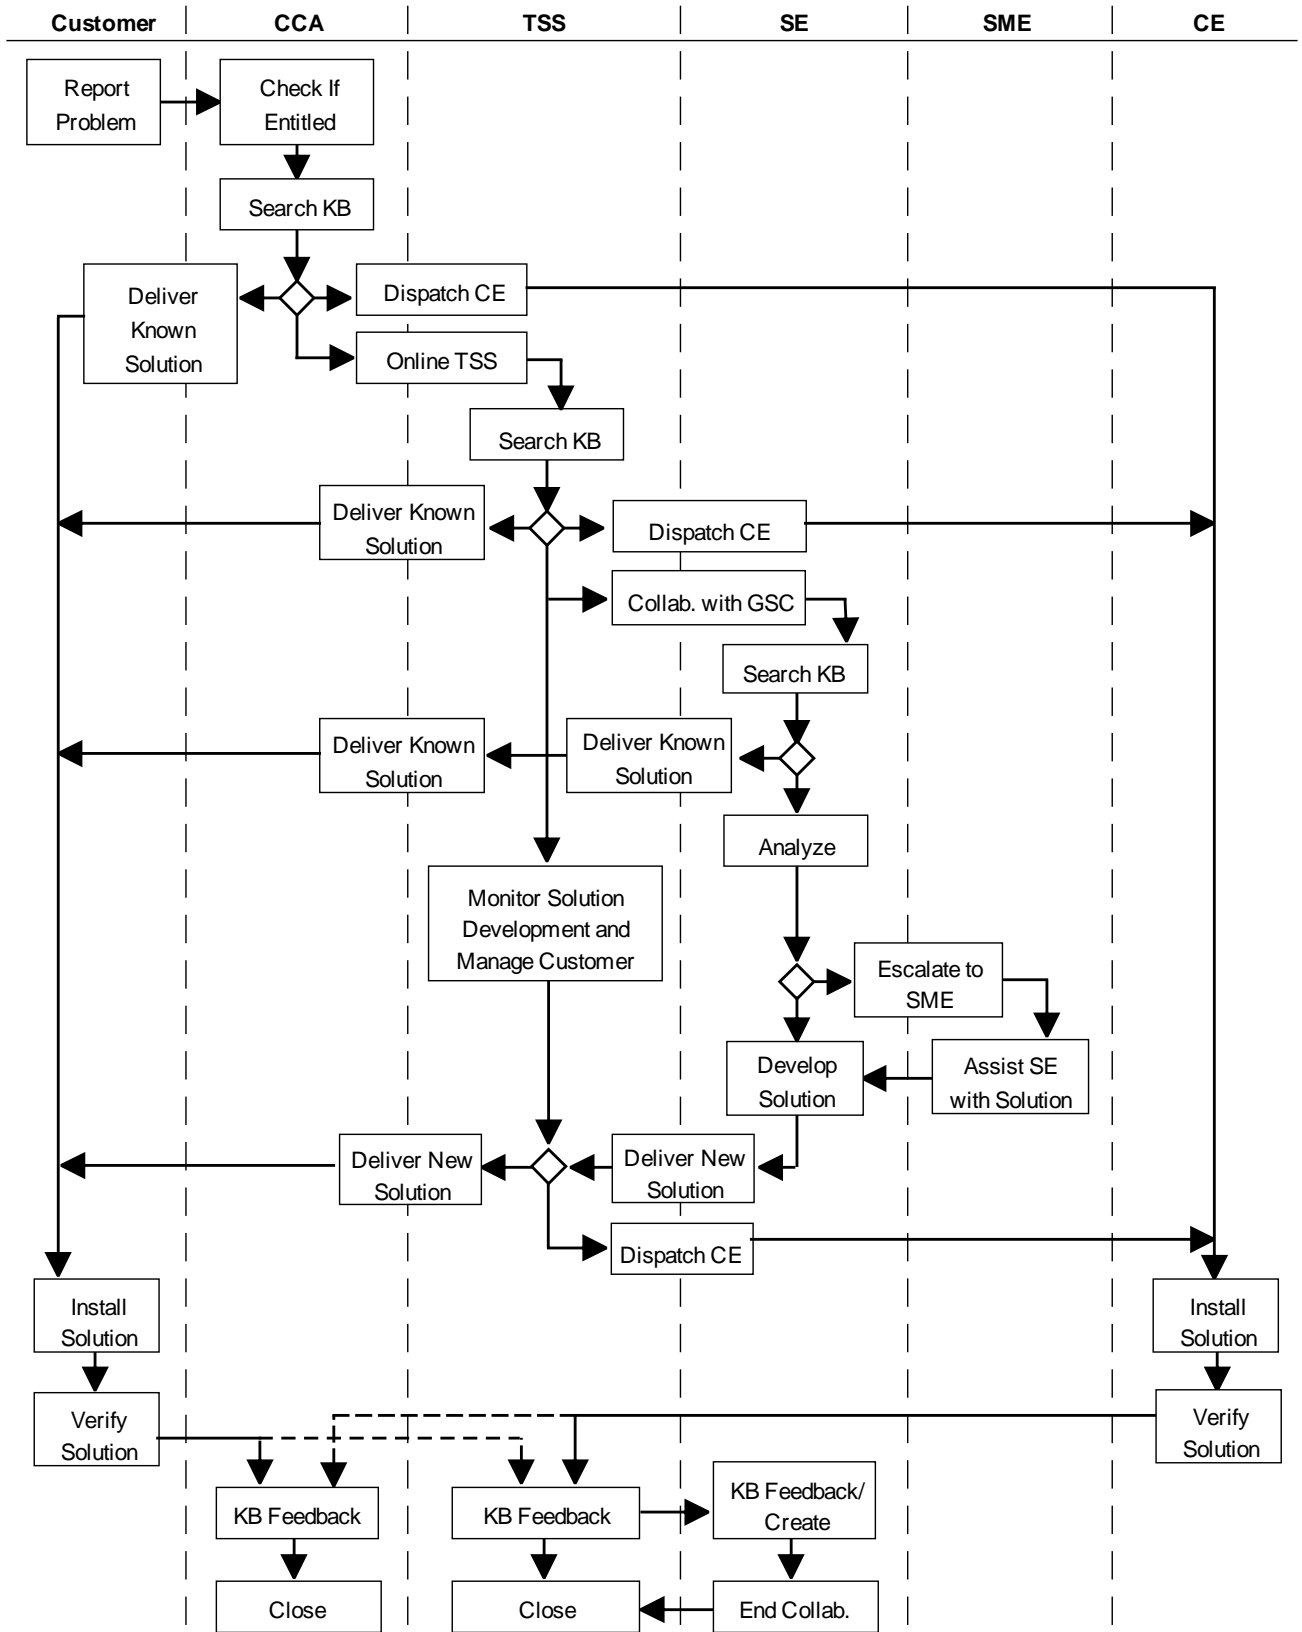 Customer CCA TSS SE SME CE
Report
Problem
Check If
Entitled
Search KB
Deliver
Known
Solution
Dispatch CE
Online TSS
Search KB
Deliver Known
Solution
Dispatch CE
Collab. with GSC
Search KB
Deliver Known
Solution
Deliver Known
Solution
Analyze
Monitor Solution
Development and
Manage Customer
Escalate to
SME
Develop
Solution
Assist SE
with Solution
Deliver New
Solution
Deliver New
Solution
Dispatch CE
Install
Solution
Install
Solution
Verify
Solution
Verify
Solution
KB Feedback
KB Feedback
KB Feedback/
Create
Close
Close
End Collab.